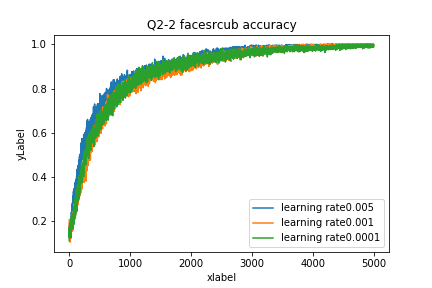 Q2-2 facesrcub accuracy
yLabel
1.0
0.8
0.6
0.4
0.2
learning rate0.005
learning rate0.001
learning rate0.0001
0 1000 2000 3000 4000 5000
xlabel